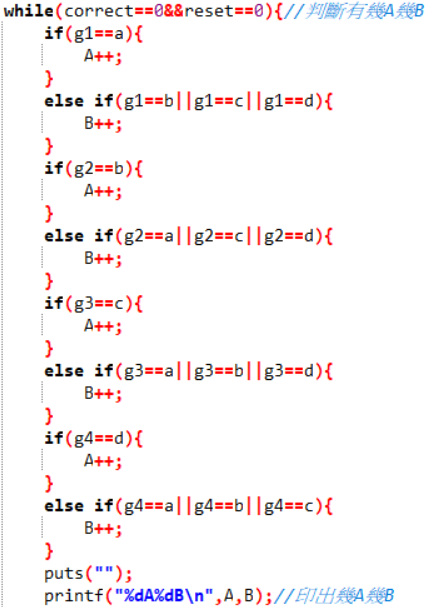 while(correct==0&&reset==0){//判斷有幾A幾B
if(g1==a){
A++;
}
else if(g1==b||g1==c||g1==d){
B++;
}
if(g2==b){
A++;
}
else if(g2==a||g2==c||g2==d){
B++;
}
if(g3==c){
A++;
}
else if(g3==a||g3==b||g3==d){
B++;
}
if(g4==d){
A++;
}
else if(g4==a||g4==b||g4==c){
B++;
}
puts("");
printf("%dA%dB\n",A,B);//印出幾A幾B